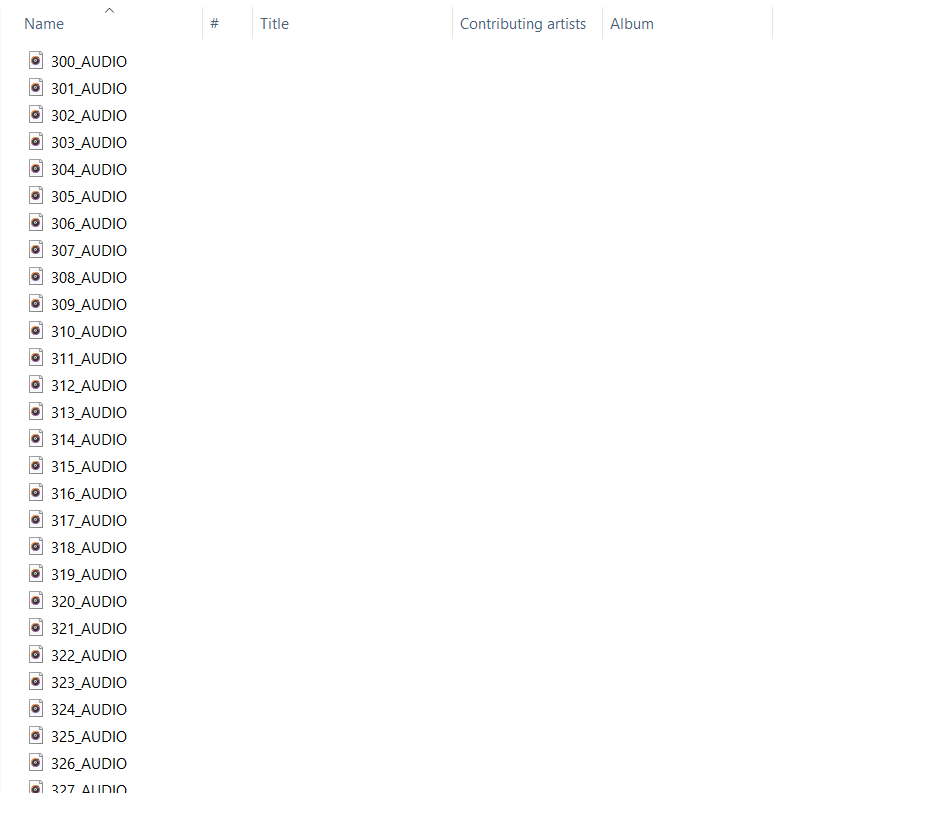 Name # Title Contributing artists Album
300_AUDIO
301_AUDIO
302_AUDIO
303_AUDIO
304_AUDIO
305_AUDIO
306_AUDIO
307_AUDIO
308_AUDIO
309_AUDIO
310_AUDIO
311_AUDIO
312_AUDIO
313_AUDIO
314_AUDIO
315_AUDIO
316_AUDIO
317_AUDIO
318_AUDIO
319_AUDIO
320_AUDIO
321_AUDIO
322_AUDIO
323_AUDIO
324_AUDIO
325_AUDIO
326_AUDIO
327_AUDIO